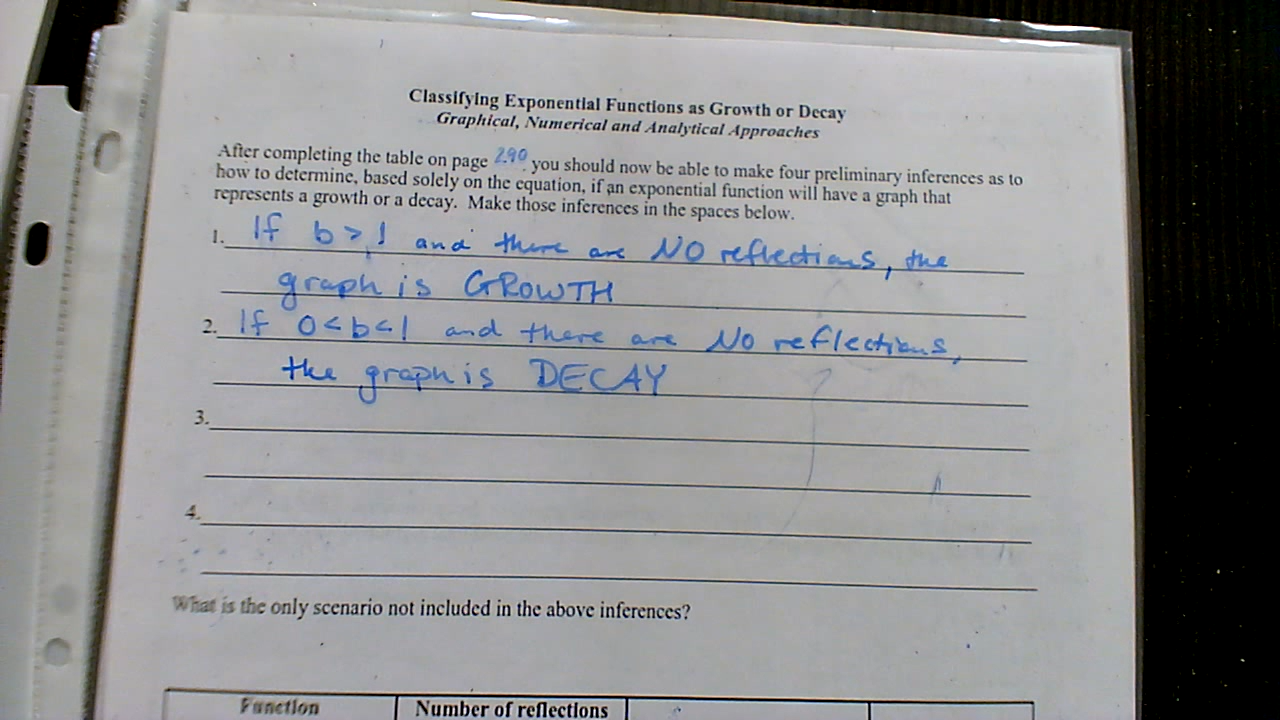 Classifying Exponential Functions as Growth or Decay
Graphical, Numerical and Analytical Approaches
After completing the table on page 290. you should now be able to make four preliminary inferences as to
how to determine, based solely on the equation, if an exponential function will have a graph that
represents a growth or a decay. Make those inferences in the spaces below.
1. If b > 1 and there are NO reflections, the
graph is GROWTH
2. If 0<b<1 and there are NO reflections,
the graph is DECAY
3.
4.
What is the only scenario not included in the above inferences?
Function Number of reflections